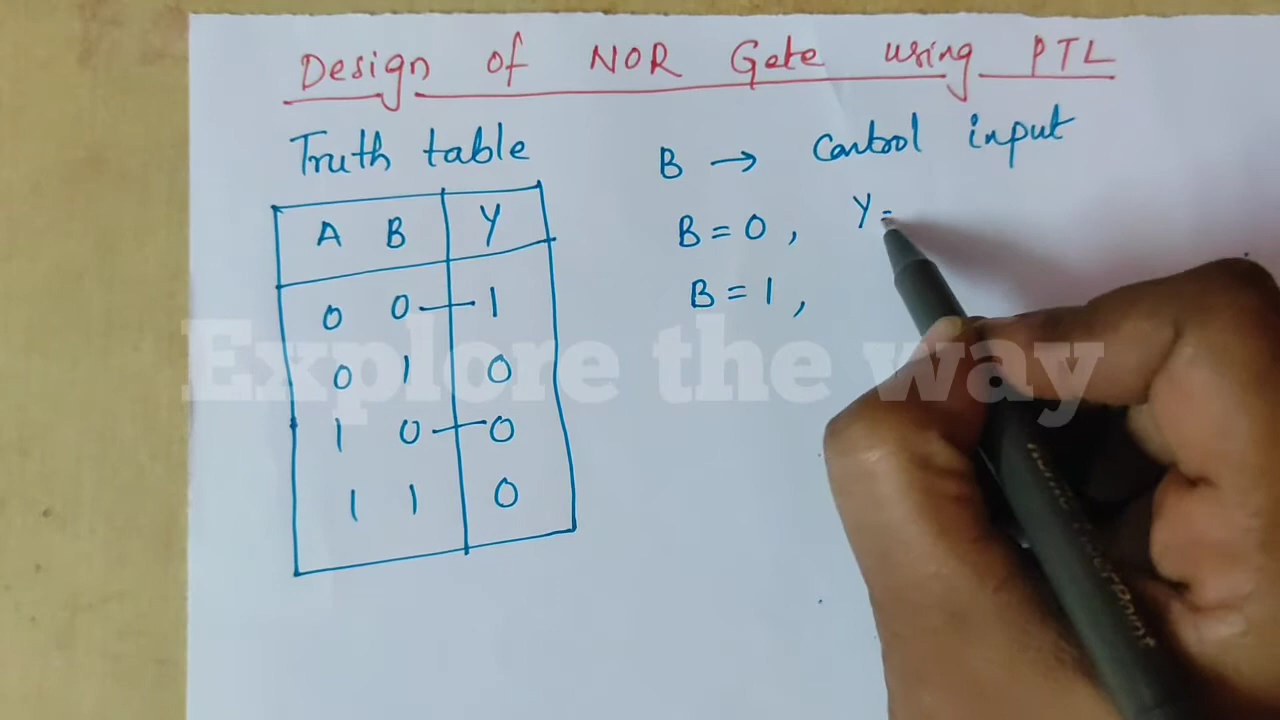 Design of NOR Gate using PTL
Truth table
A B Y
0 0 1
0 1 0
1 0 0
1 1 0
B → Control input
B = 0, Y =
B = 1,
Explore the way